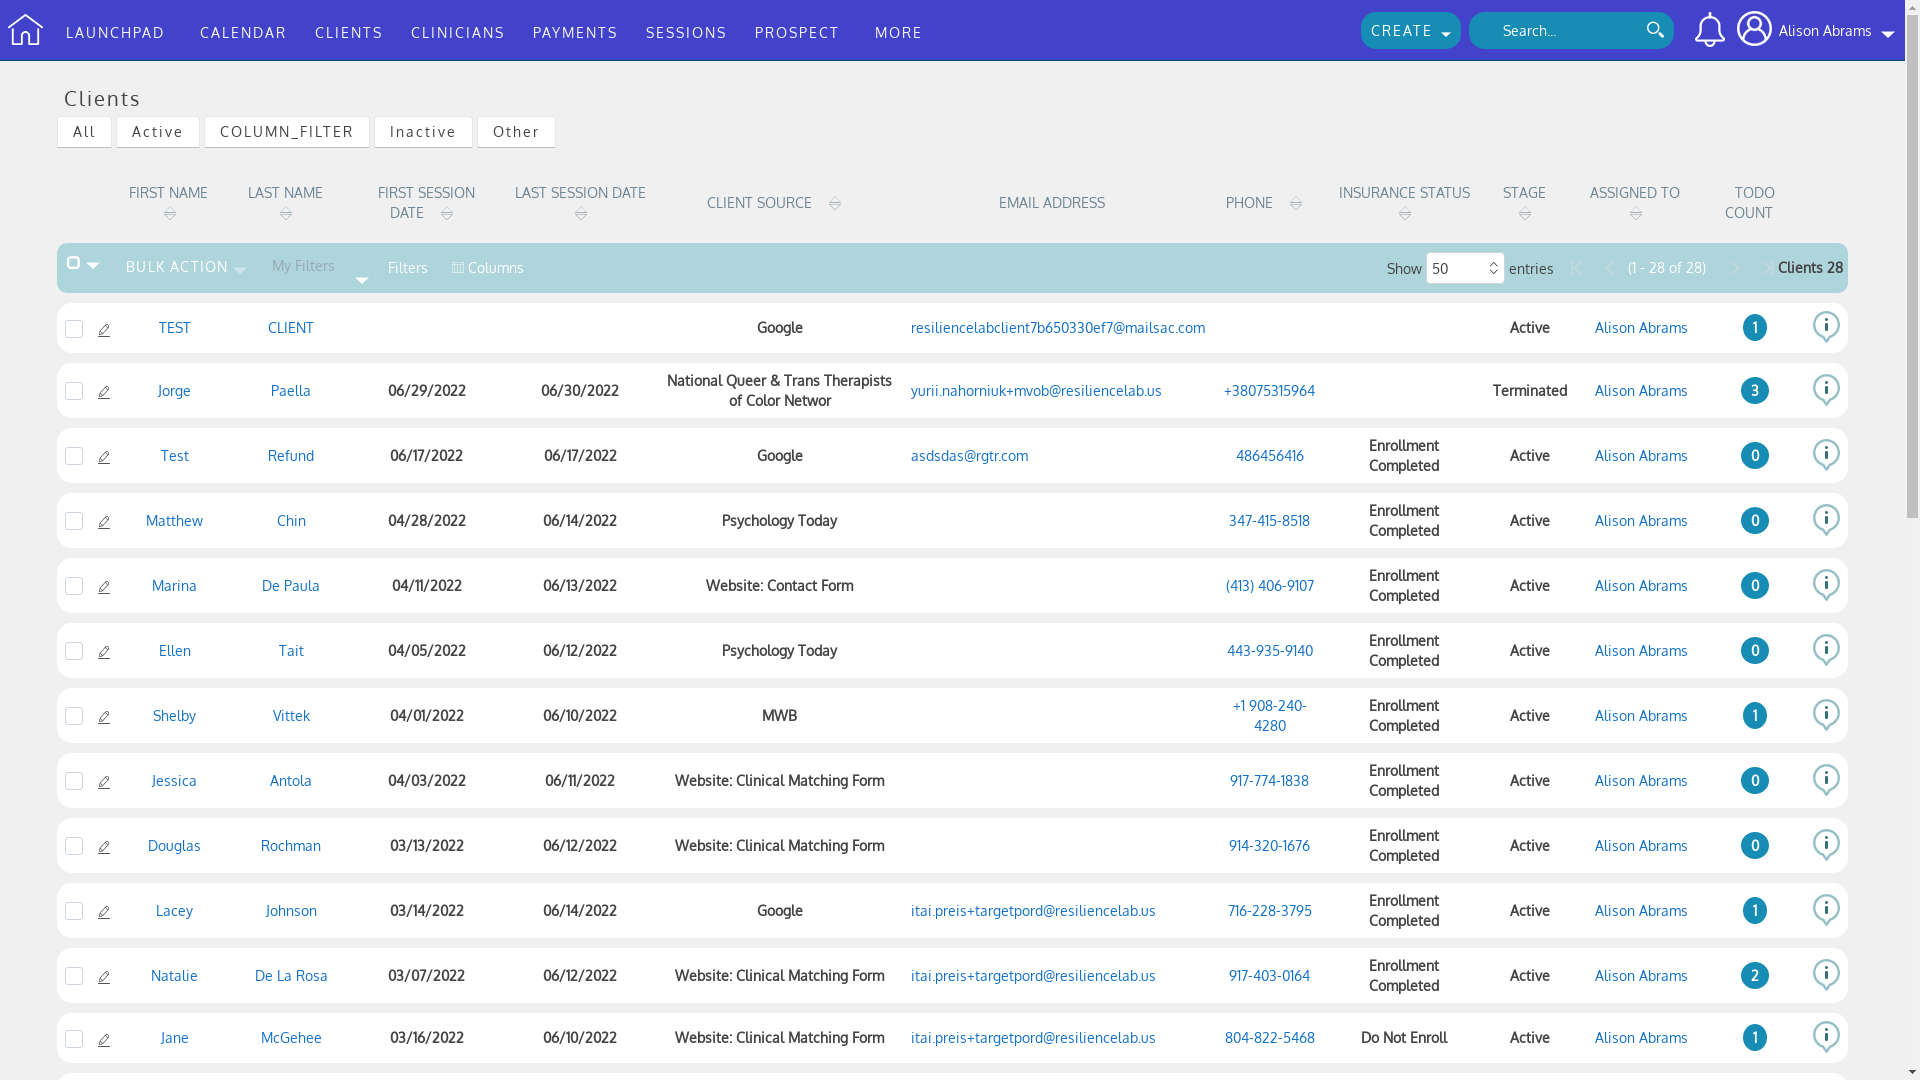 LAUNCHPAD CALENDAR CLIENTS CLINICIANS PAYMENTS SESSIONS PROSPECT MORE CREATE Search... Alison Abrams
Clients
All Active COLUMN_FILTER Inactive Other
FIRST NAME LAST NAME FIRST SESSION DATE LAST SESSION DATE CLIENT SOURCE EMAIL ADDRESS PHONE INSURANCE STATUS STAGE ASSIGNED TO TODO COUNT
BULK ACTION My Filters Filters Columns Show 50 entries (1 - 28 of 28) Clients 28
TEST CLIENT Google resiliencelabclient7b650330ef7@mailsac.com Active Alison Abrams 1
Jorge Paella 06/29/2022 06/30/2022 National Queer & Trans Therapists of Color Networ yurii.nahorniuk+mvob@resiliencelab.us +38075315964 Terminated Alison Abrams 3
Test Refund 06/17/2022 06/17/2022 Google asdsdas@rgtr.com 486456416 Enrollment Completed Active Alison Abrams 0
Matthew Chin 04/28/2022 06/14/2022 Psychology Today 347-415-8518 Enrollment Completed Active Alison Abrams 0
Marina De Paula 04/11/2022 06/13/2022 Website: Contact Form (413) 406-9107 Enrollment Completed Active Alison Abrams 0
Ellen Tait 04/05/2022 06/12/2022 Psychology Today 443-935-9140 Enrollment Completed Active Alison Abrams 0
Shelby Vittek 04/01/2022 06/10/2022 MWB +1 908-240-4280 Enrollment Completed Active Alison Abrams 1
Jessica Antola 04/03/2022 06/11/2022 Website: Clinical Matching Form 917-774-1838 Enrollment Completed Active Alison Abrams 0
Douglas Rochman 03/13/2022 06/12/2022 Website: Clinical Matching Form 914-320-1676 Enrollment Completed Active Alison Abrams 0
Lacey Johnson 03/14/2022 06/14/2022 Google itai.preis+targetpord@resiliencelab.us 716-228-3795 Enrollment Completed Active Alison Abrams 1
Natalie De La Rosa 03/07/2022 06/12/2022 Website: Clinical Matching Form itai.preis+targetpord@resiliencelab.us 917-403-0164 Enrollment Completed Active Alison Abrams 2
Jane McGehee 03/16/2022 06/10/2022 Website: Clinical Matching Form itai.preis+targetpord@resiliencelab.us 804-822-5468 Do Not Enroll Active Alison Abrams 1